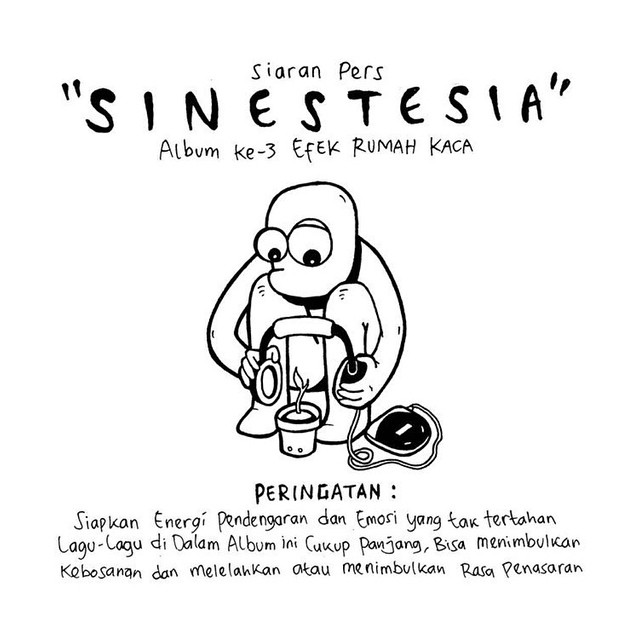 Siaran Pers
"SINESTESIA"
Album ke-3 EFEK RUMAH KACA
PERINGATAN :
Siapkan Energi Pendengaran dan Emosi yang tak tertahan
Lagu-Lagu di Dalam Album ini Cukup Panjang, Bisa menimbulkan
Kebosanan dan melelahkan atau menimbulkan Rasa Penasaran